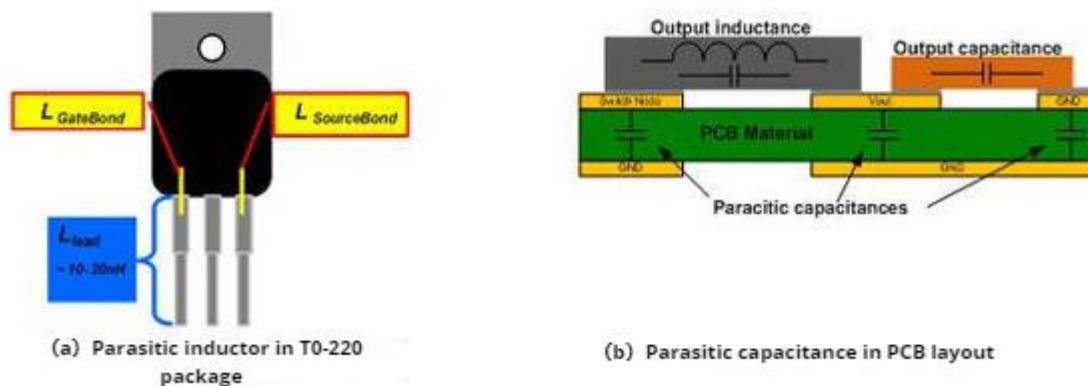 L GateBond
L SourceBond
L lead
~10-20nH
(a) Parasitic inductor in T0-220
package
Output inductance
Output capacitance
Switch Node
Vout
GND
PCB Material
GND
GND
Paracitic capacitances
(b) Parasitic capacitance in PCB layout